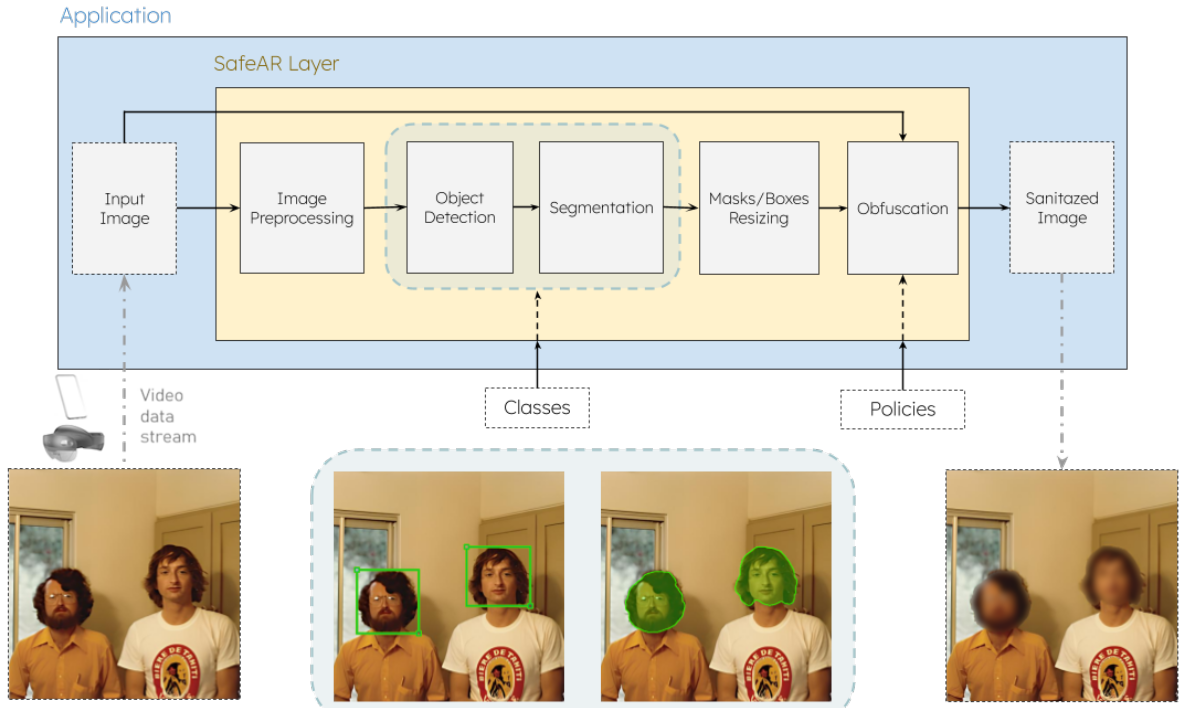 Application
SafeAR Layer
Input
Image
Image
Preprocessing
Object
Detection
Segmentation
Masks/Boxes
Resizing
Obfuscation
Sanitazed
Image
Video
data
stream
Classes
Policies
BIERE DE TAHITI
BIERE DE TAHITI
BIERE DE TAHITI
BIERE DE TAHITI